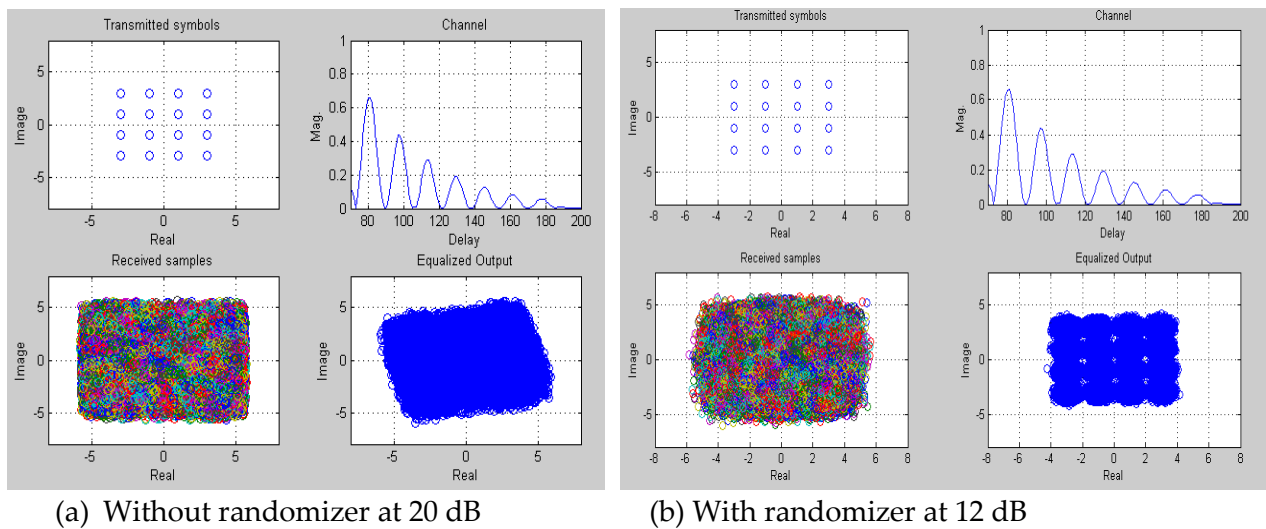 Transmitted symbols
Image
5
0
-5
-5 0 5
Real
Channel
Mag.
1
0.8
0.6
0.4
0.2
0
80 100 120 140 160 180 200
Delay
Received samples
Image
5
0
-5
-5 0 5
Real
Equalized Output
Image
5
0
-5
-5 0 5
Real
(a) Without randomizer at 20 dB
Transmitted symbols
Image
5
0
-5
-8 -6 -4 -2 0 2 4 6 8
Real
Channel
Mag.
1
0.8
0.6
0.4
0.2
0
80 100 120 140 160 180 200
Delay
Received samples
Image
5
0
-5
-8 -6 -4 -2 0 2 4 6 8
Real
Equalized Output
Image
5
0
-5
-8 -6 -4 -2 0 2 4 6 8
Real
(b) With randomizer at 12 dB